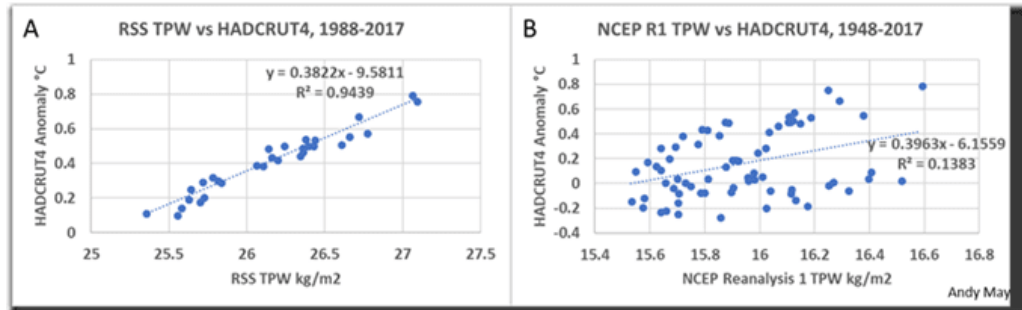 A
RSS TPW vs HADCRUT4, 1988-2017
HADCRUT4 Anomaly °C
1
0.8
0.6
0.4
0.2
0
y = 0.3822x - 9.5811
R² = 0.9439
25
25.5
26
26.5
27
27.5
RSS TPW kg/m2
B
NCEP R1 TPW vs HADCRUT4, 1948-2017
HADCRUT4 Anomaly °C
1
0.8
0.6
0.4
0.2
0
-0.2
-0.4
y = 0.3963x - 6.1559
R² = 0.1383
15.4
15.6
15.8
16
16.2
16.4
16.6
16.8
NCEP Reanalysis 1 TPW kg/m2
Andy May